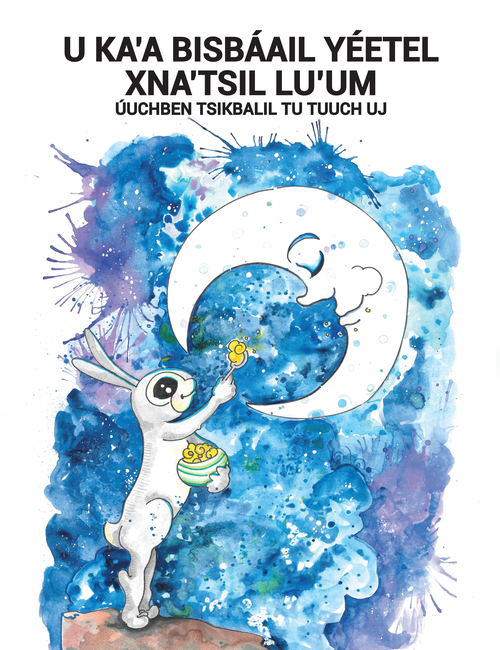 U KA'A BISBÁAIL YÉETEL
XNA'TSIL LU'UM
ÚUCHBEN TSIKBALIL TU TUUCH UJ